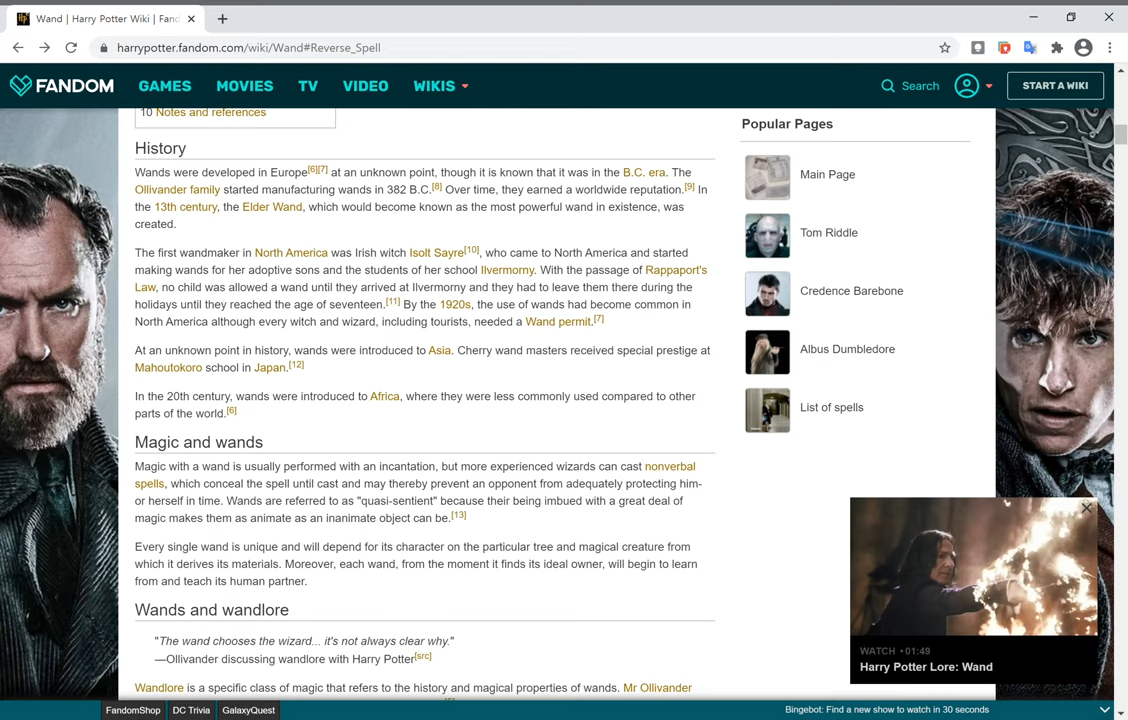 Wand | Harry Potter Wiki | Fand
harrypotter.fandom.com/wiki/Wand#Reverse_Spell
FANDOM GAMES MOVIES TV VIDEO WIKIS Search START A WIKI
10 Notes and references
History
Wands were developed in Europe[6][7] at an unknown point, though it is known that it was in the B.C. era. The
Ollivander family started manufacturing wands in 382 B.C.[8] Over time, they earned a worldwide reputation.[9] In
the 13th century, the Elder Wand, which would become known as the most powerful wand in existence, was
created.
The first wandmaker in North America was Irish witch Isolt Sayre[10], who came to North America and started
making wands for her adoptive sons and the students of her school Ilvermorny. With the passage of Rappaport's
Law, no child was allowed a wand until they arrived at Ilvermorny and they had to leave them there during the
holidays until they reached the age of seventeen.[11] By the 1920s, the use of wands had become common in
North America although every witch and wizard, including tourists, needed a Wand permit.[7]
At an unknown point in history, wands were introduced to Asia. Cherry wand masters received special prestige at
Mahoutokoro school in Japan.[12]
In the 20th century, wands were introduced to Africa, where they were less commonly used compared to other
parts of the world.[6]
Magic and wands
Magic with a wand is usually performed with an incantation, but more experienced wizards can cast nonverbal
spells, which conceal the spell until cast and may thereby prevent an opponent from adequately protecting him-
or herself in time. Wands are referred to as "quasi-sentient" because their being imbued with a great deal of
magic makes them as animate as an inanimate object can be.[13]
Every single wand is unique and will depend for its character on the particular tree and magical creature from
which it derives its materials. Moreover, each wand, from the moment it finds its ideal owner, will begin to learn
from and teach its human partner.
Wands and wandlore
"The wand chooses the wizard... it's not always clear why."
—Ollivander discussing wandlore with Harry Potter[src]
Wandlore is a specific class of magic that refers to the history and magical properties of wands. Mr Ollivander
Popular Pages
Main Page
Tom Riddle
Credence Barebone
Albus Dumbledore
List of spells
WATCH • 01:49
Harry Potter Lore: Wand
FandomShop DC Trivia GalaxyQuest Bingebot: Find a new show to watch in 30 seconds